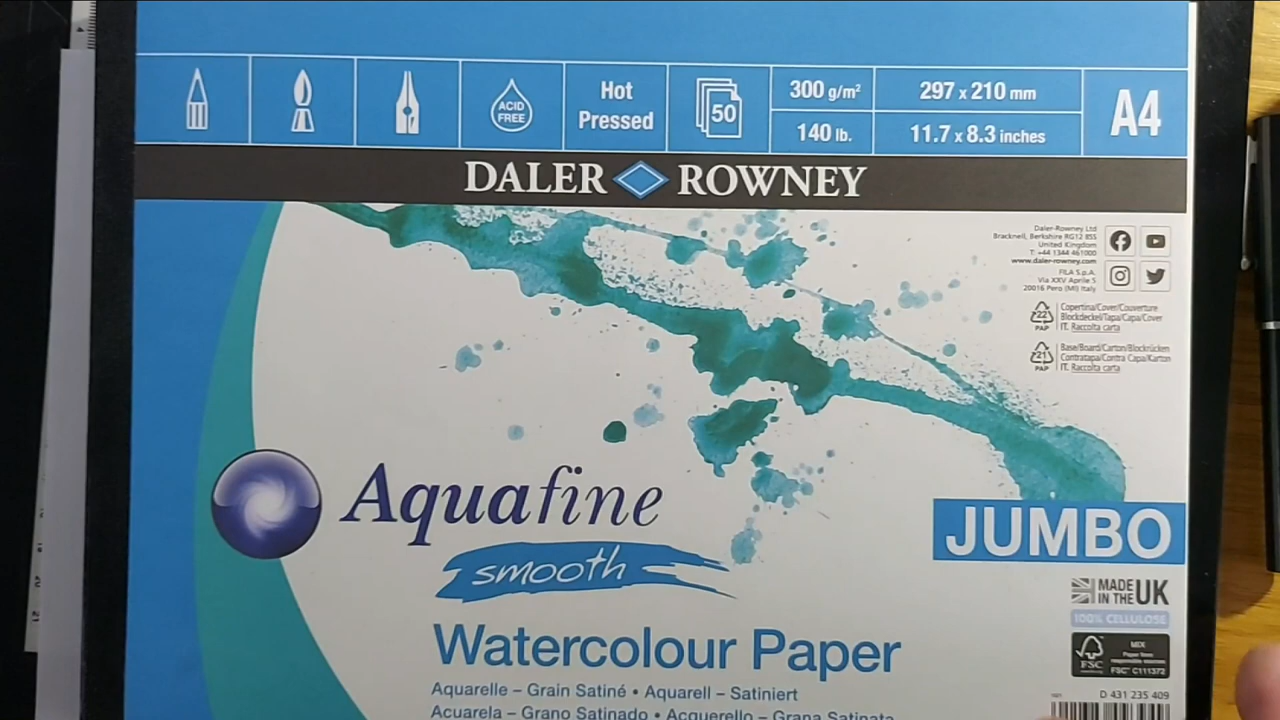 ACID
FREE
Hot
Pressed
50
300 g/m²
140 lb.
297 x 210 mm
11.7 x 8.3 inches
A4
DALER ROWNEY
Daler-Rowney Ltd
Bracknell, Berkshire RG12 8SS
United Kingdom
T: +44 1344 461000
www.daler-rowney.com
FILA S.p.A.
Via XXV Aprile 5
20016 Pero (MI) Italy
22
PAP
Copertina/Cover/Couverture
Blockdeckel/Tapa/Capa/Cover
IT. Raccolta carta
21
PAP
Base/Board/Carton/Blockrücken
Contratapa/Contra Capa/Karton
IT. Raccolta carta
Aquafine
smooth
JUMBO
MADE
IN THE UK
100% CELLULOSE
FSC
MIX
Paper from
responsible sources
FSC™ C111372
Watercolour Paper
Aquarelle – Grain Satiné • Aquarell – Satiniert
Acuarela – Grano Satinado • Acquerello – Grana Satinata
D 431 235 409